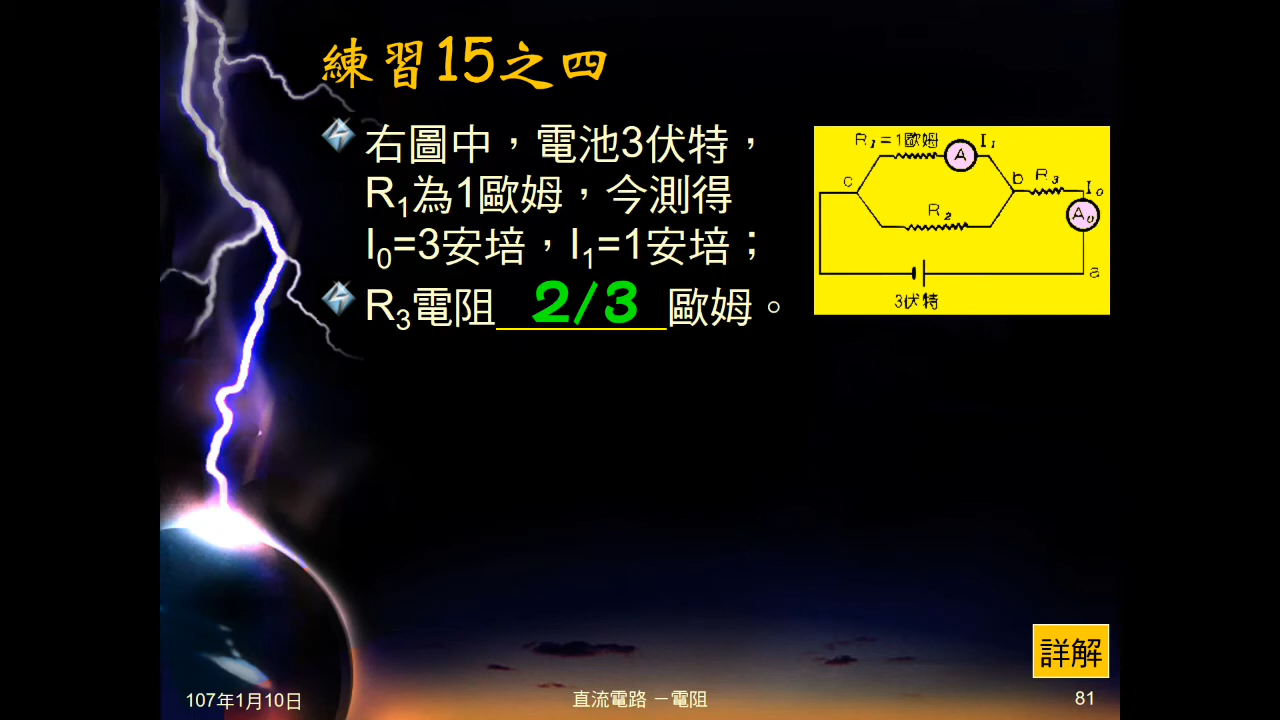 練習15之四
右圖中，電池3伏特，
R₁為1歐姆，今測得
I₀=3安培，I₁=1安培；
R₃電阻 2/3 歐姆。
R₁=1歐姆 A I₁
c b R₃ I₀
R₂ A₀
a
3伏特
詳解
107年1月10日 直流電路 －電阻 81